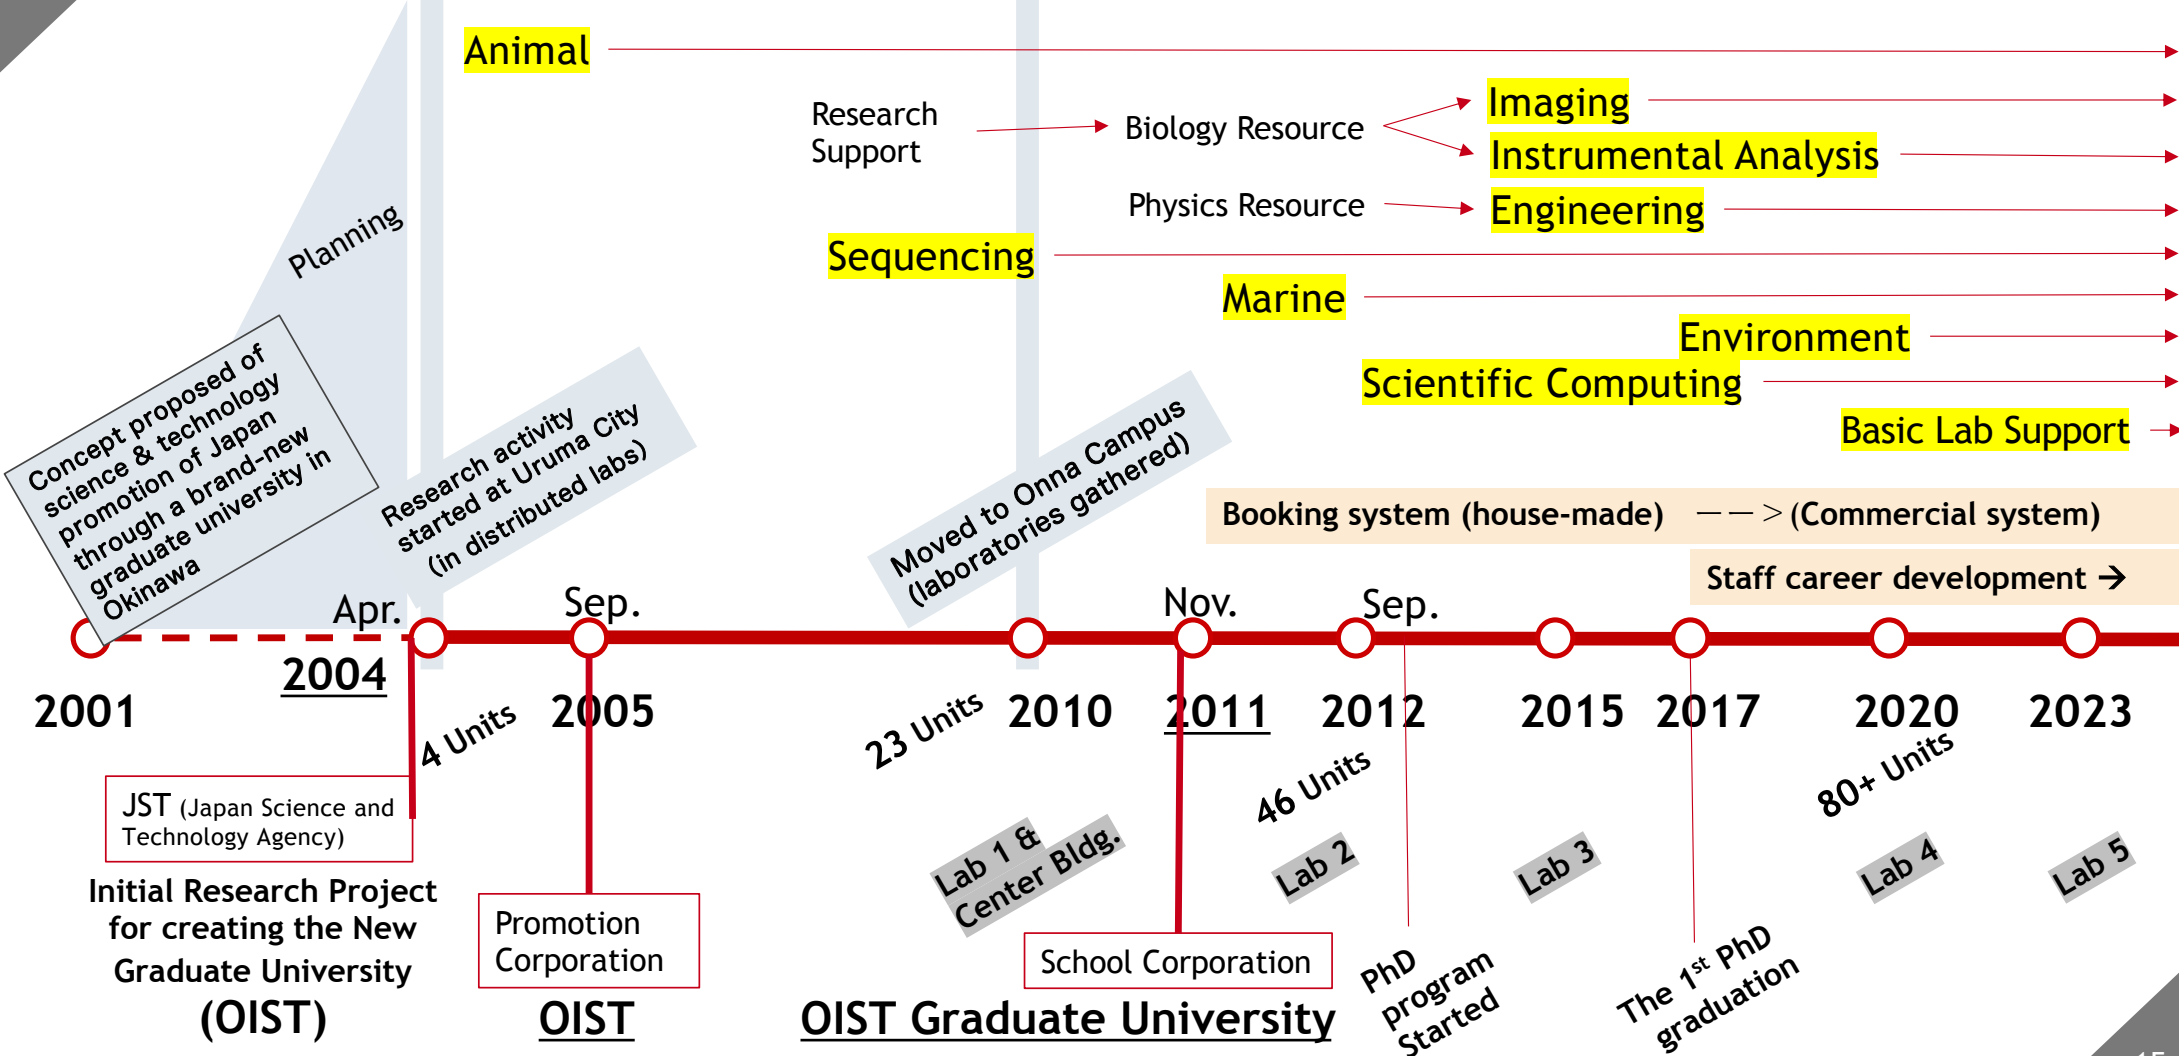 Animal
Research
Support
Biology Resource
Imaging
Instrumental Analysis
Physics Resource
Engineering
Sequencing
Marine
Environment
Scientific Computing
Basic Lab Support
Planning
Concept proposed of
science & technology
promotion of Japan
through a brand-new
graduate university in
Okinawa
Research activity
started at Uruma City
(in distributed labs)
Moved to Onna Campus
(laboratories gathered)
Booking system (house-made) −−> (Commercial system)
Staff career development →
Apr.
Sep.
Nov.
Sep.
2001
2004
2005
2010
2011
2012
2015
2017
2020
2023
4 Units
23 Units
46 Units
80+ Units
JST (Japan Science and
Technology Agency)
Initial Research Project
for creating the New
Graduate University
(OIST)
Promotion
Corporation
OIST
Lab 1 &
Center Bldg.
Lab 2
Lab 3
Lab 4
Lab 5
School Corporation
OIST Graduate University
PhD
program
Started
The 1st PhD
graduation